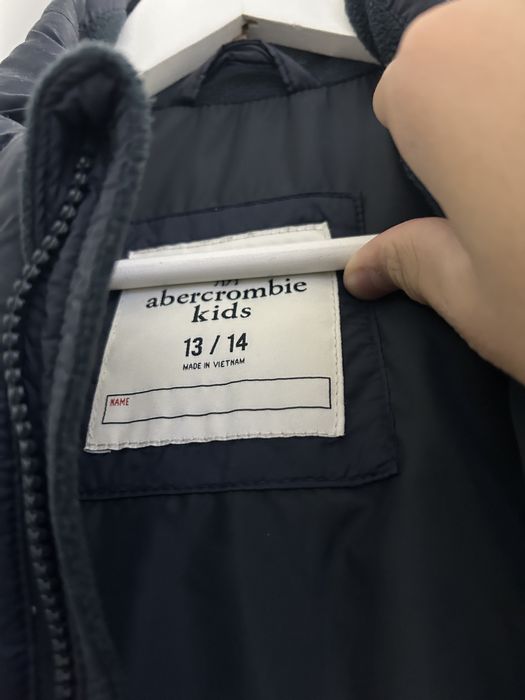 abercrombie
kids
13 / 14
MADE IN VIETNAM
NAME